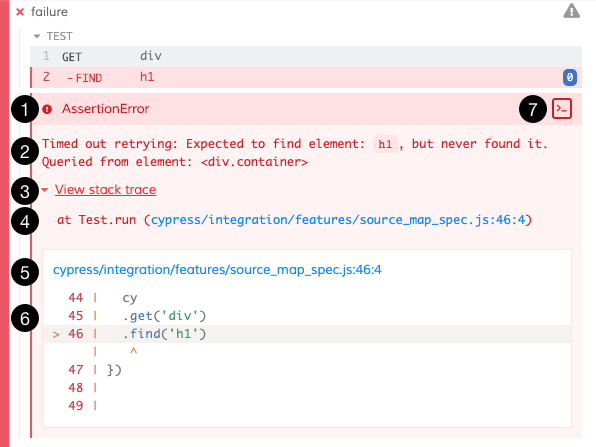 failure
TEST
1 GET div
2 -FIND h1 0
1 AssertionError 7 >_
2 Timed out retrying: Expected to find element: h1, but never found it.
Queried from element: <div.container>
3 View stack trace
4 at Test.run (cypress/integration/features/source_map_spec.js:46:4)
5 cypress/integration/features/source_map_spec.js:46:4
44 | cy
6 45 | .get('div')
> 46 | .find('h1')
| ^
47 | })
48 |
49 |